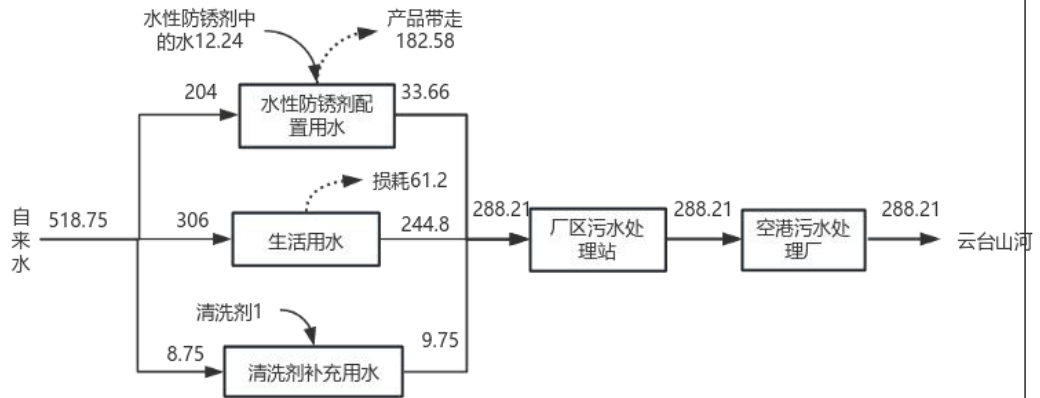 水性防锈剂中
的水12.24
产品带走
182.58
204
水性防锈剂配
置用水
33.66
自
来
水
518.75
306
生活用水
损耗61.2
244.8
288.21
厂区污水处
理站
288.21
空港污水处
理厂
288.21
云台山河
清洗剂1
8.75
清洗剂补充用水
9.75